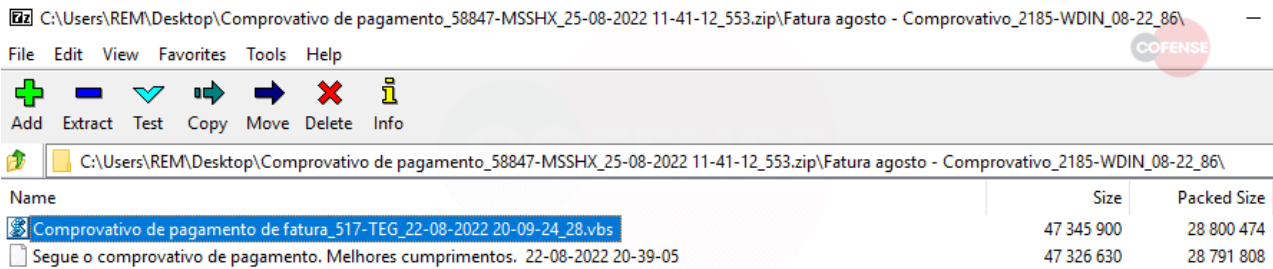 7z C:\Users\REM\Desktop\Comprovativo de pagamento_58847-MSSHX_25-08-2022 11-41-12_553.zip\Fatura agosto - Comprovativo_2185-WDIN_08-22_86\
COFENSE
File Edit View Favorites Tools Help
Add Extract Test Copy Move Delete Info
C:\Users\REM\Desktop\Comprovativo de pagamento_58847-MSSHX_25-08-2022 11-41-12_553.zip\Fatura agosto - Comprovativo_2185-WDIN_08-22_86\
Name Size Packed Size
Comprovativo de pagamento de fatura_517-TEG_22-08-2022 20-09-24_28.vbs 47 345 900 28 800 474
Segue o comprovativo de pagamento. Melhores cumprimentos.  22-08-2022 20-39-05 47 326 630 28 791 808